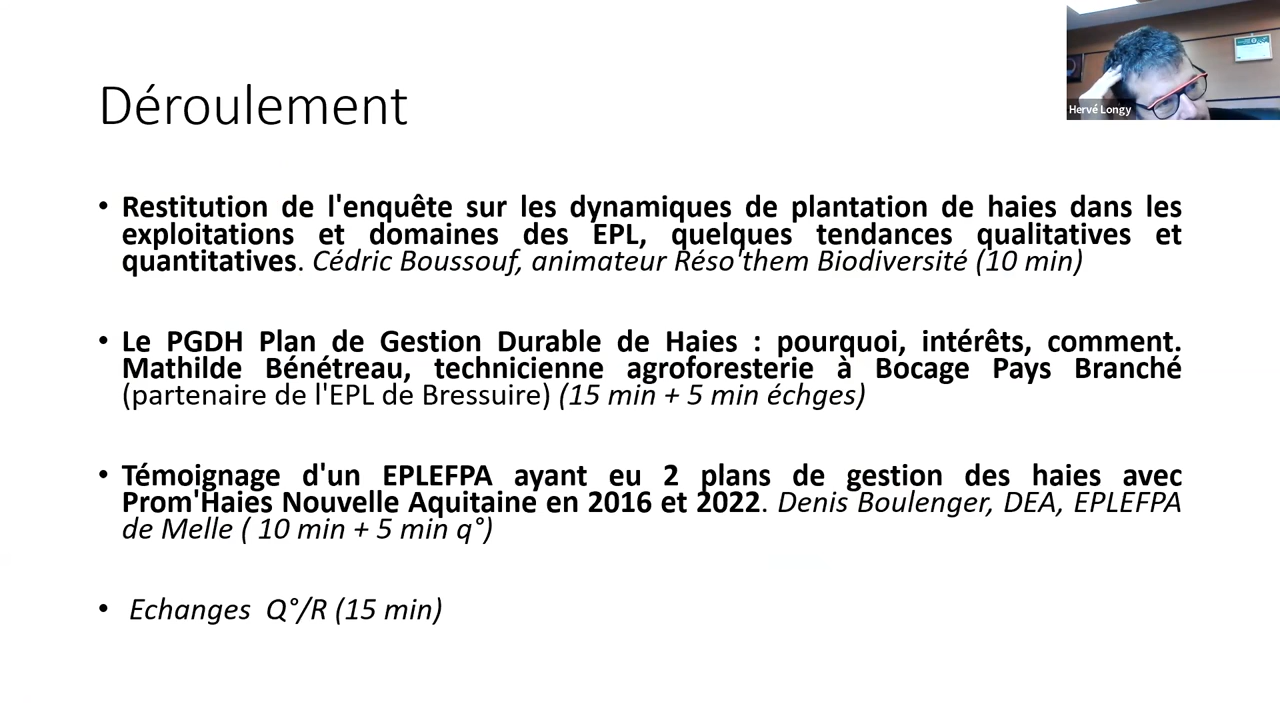 Déroulement
Hervé Longy
• Restitution de l'enquête sur les dynamiques de plantation de haies dans les
exploitations et domaines des EPL, quelques tendances qualitatives et
quantitatives. Cédric Boussouf, animateur Réso'them Biodiversité (10 min)
• Le PGDH Plan de Gestion Durable de Haies : pourquoi, intérêts, comment.
Mathilde Bénétreau, technicienne agroforesterie à Bocage Pays Branché
(partenaire de l'EPL de Bressuire) (15 min + 5 min échges)
• Témoignage d'un EPLEFPA ayant eu 2 plans de gestion des haies avec
Prom'Haies Nouvelle Aquitaine en 2016 et 2022. Denis Boulenger, DEA, EPLEFPA
de Melle ( 10 min + 5 min q°)
• Echanges Q°/R (15 min)